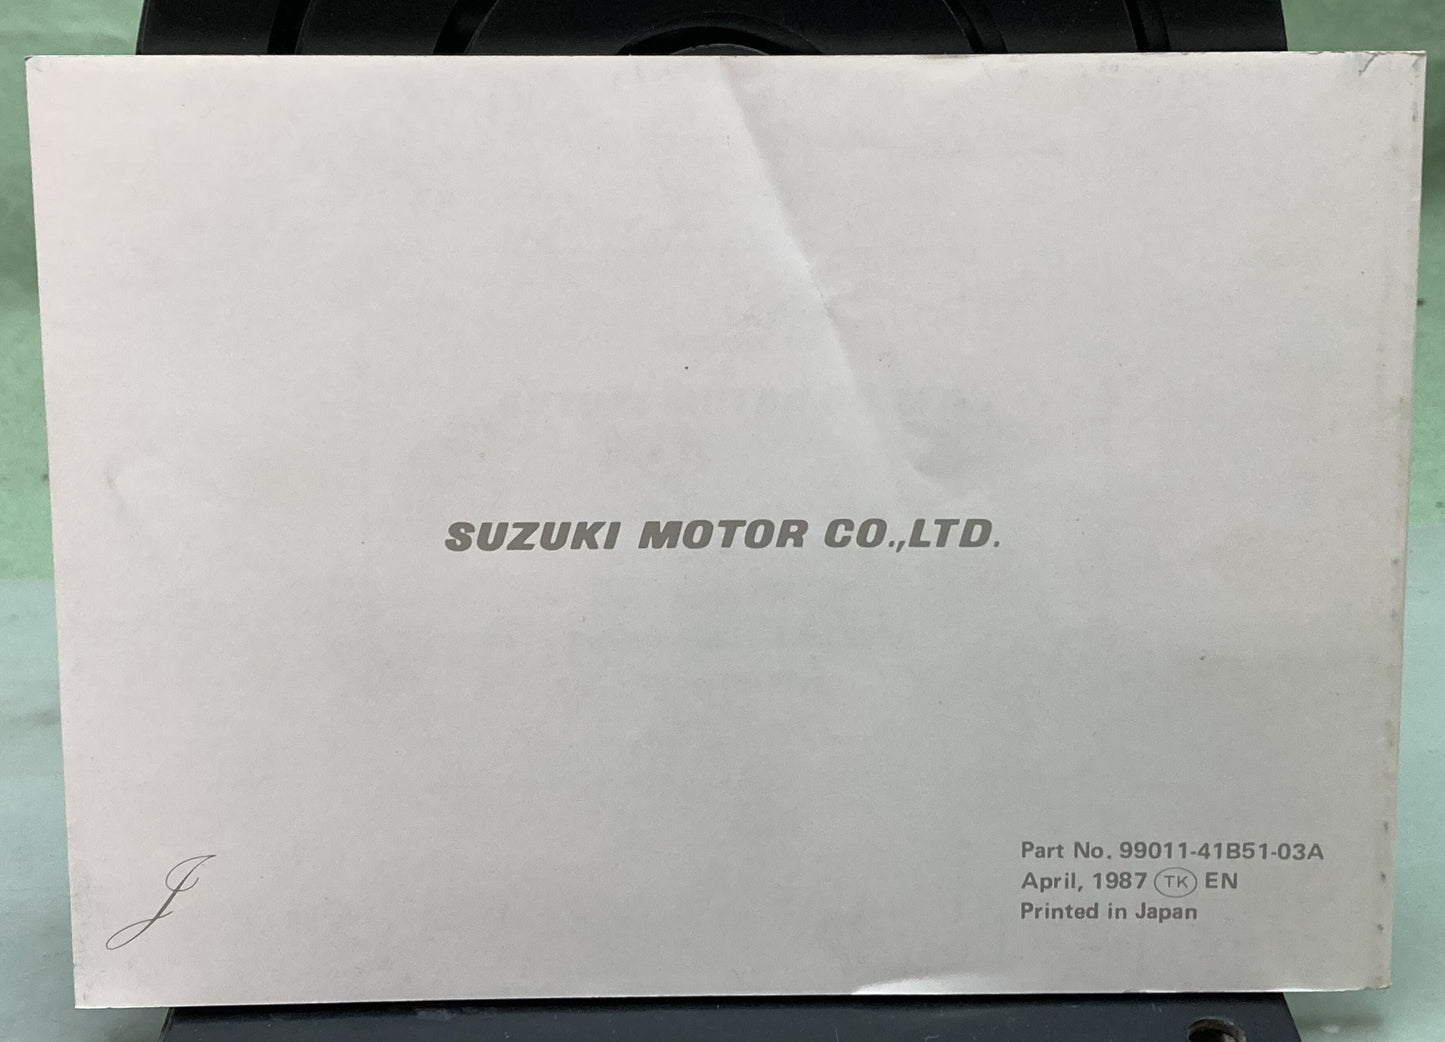 SUZUKI MOTOR CO.,LTD.
Part No. 99011-41B51-03A
April, 1987 TK EN
Printed in Japan
J